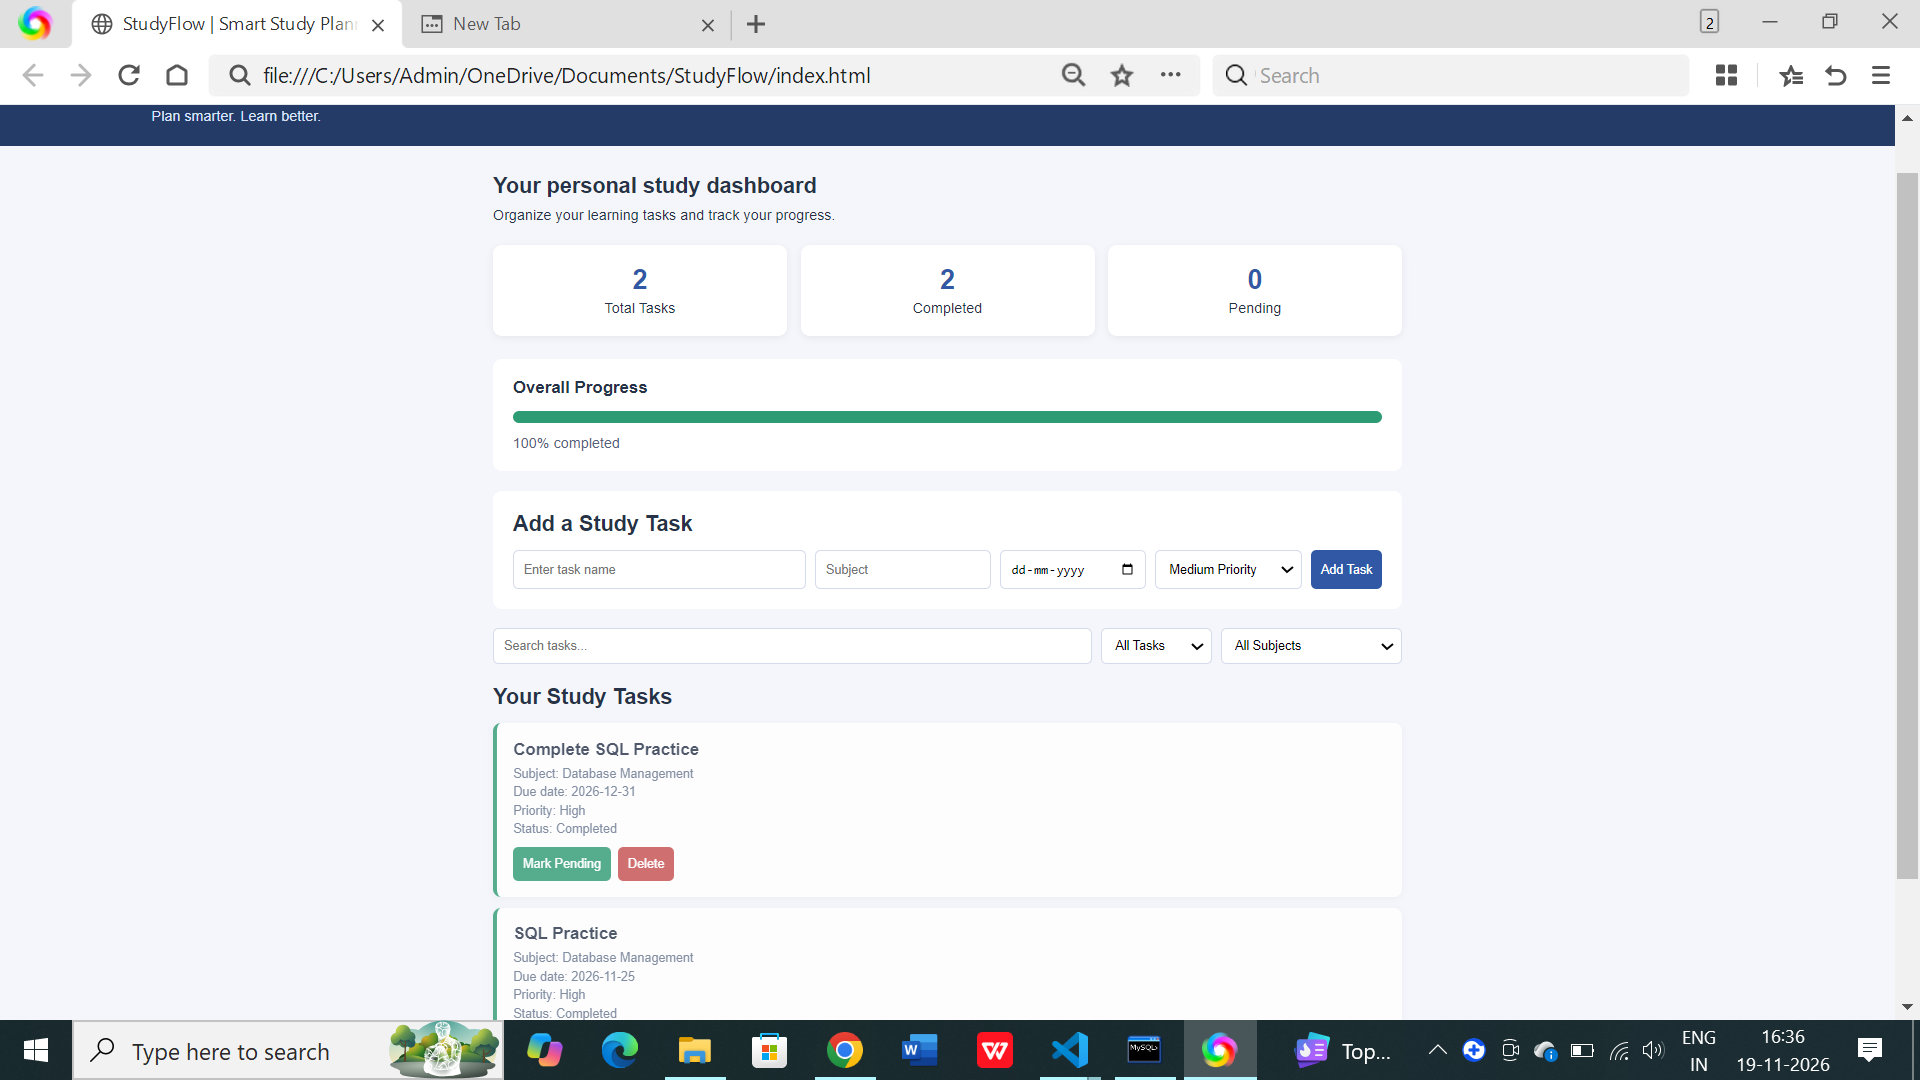 StudyFlow | Smart Study Plan
New Tab
2
file:///C:/Users/Admin/OneDrive/Documents/StudyFlow/index.html
Search
Plan smarter. Learn better.
Your personal study dashboard
Organize your learning tasks and track your progress.
2
Total Tasks
2
Completed
0
Pending
Overall Progress
100% completed
Add a Study Task
Enter task name
Subject
dd-mm-yyyy
Medium Priority
Add Task
Search tasks...
All Tasks
All Subjects
Your Study Tasks
Complete SQL Practice
Subject: Database Management
Due date: 2026-12-31
Priority: High
Status: Completed
Mark Pending
Delete
SQL Practice
Subject: Database Management
Due date: 2026-11-25
Priority: High
Status: Completed
Type here to search
MySQL>
Top...
ENG
IN
16:36
19-11-2026